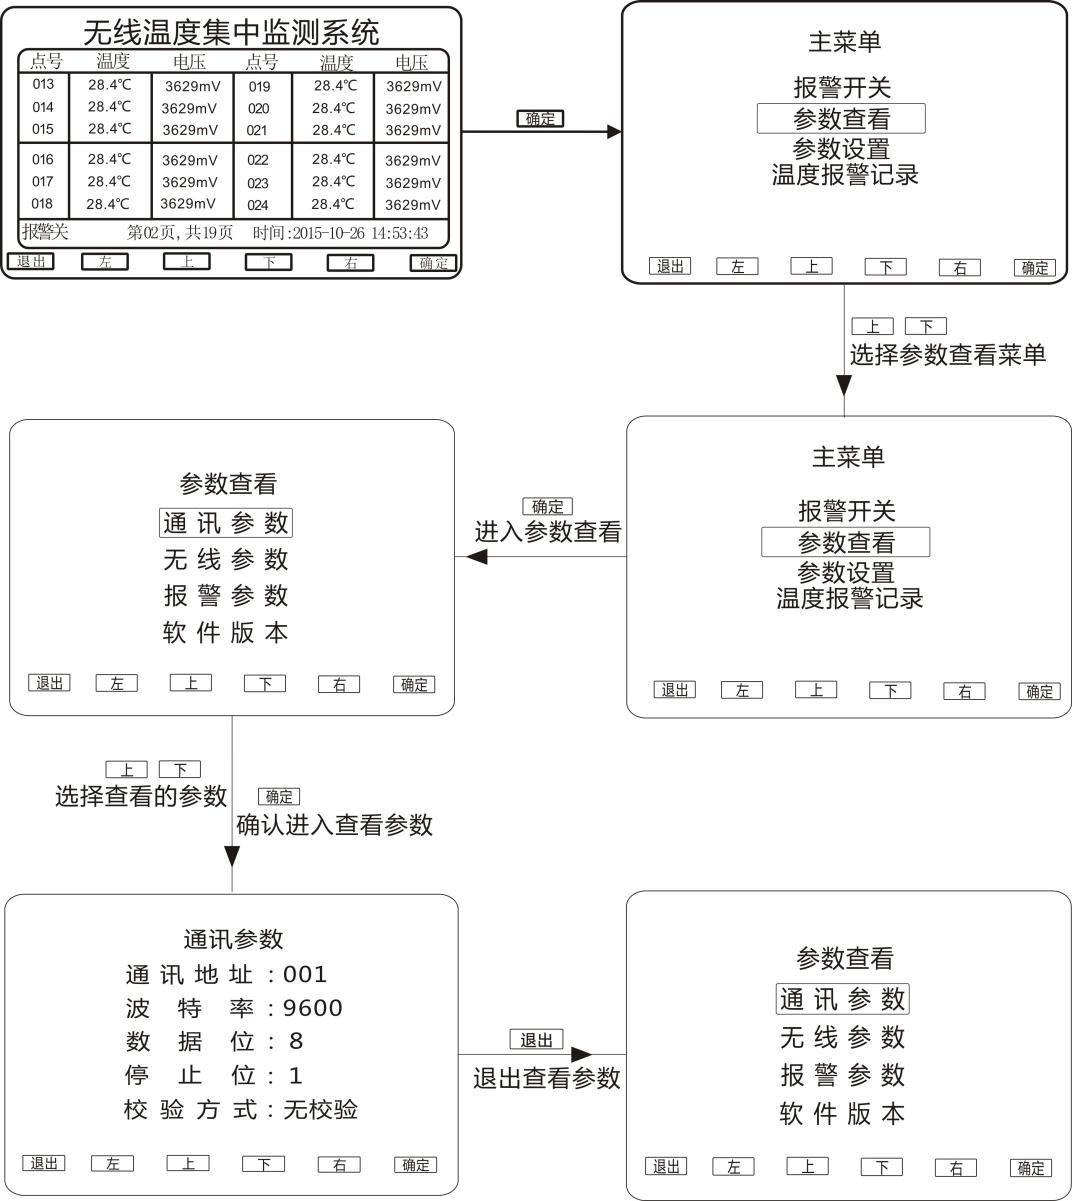 无线温度集中监测系统
点号 温度 电压 点号 温度 电压
013 28.4℃ 3629mV 019 28.4℃ 3629mV
014 28.4℃ 3629mV 020 28.4℃ 3629mV
015 28.4℃ 3629mV 021 28.4℃ 3629mV
016 28.4℃ 3629mV 022 28.4℃ 3629mV
017 28.4℃ 3629mV 023 28.4℃ 3629mV
018 28.4℃ 3629mV 024 28.4℃ 3629mV
报警关 第02页,共19页 时间:2015-10-26 14:53:43
退出 左 上 下 右 确定
确定
主菜单
报警开关
参数查看
参数设置
温度报警记录
退出 左 上 下 右 确定
上 下
选择参数查看菜单
主菜单
报警开关
参数查看
参数设置
温度报警记录
退出 左 上 下 右 确定
确定
进入参数查看
参数查看
通讯参数
无线参数
报警参数
软件版本
退出 左 上 下 右 确定
上 下
选择查看的参数
确定
确认进入查看参数
通讯参数
通讯地址:001
波特率:9600
数据位:8
停止位:1
校验方式:无校验
退出 左 上 下 右 确定
退出
退出查看参数
参数查看
通讯参数
无线参数
报警参数
软件版本
退出 左 上 下 右 确定